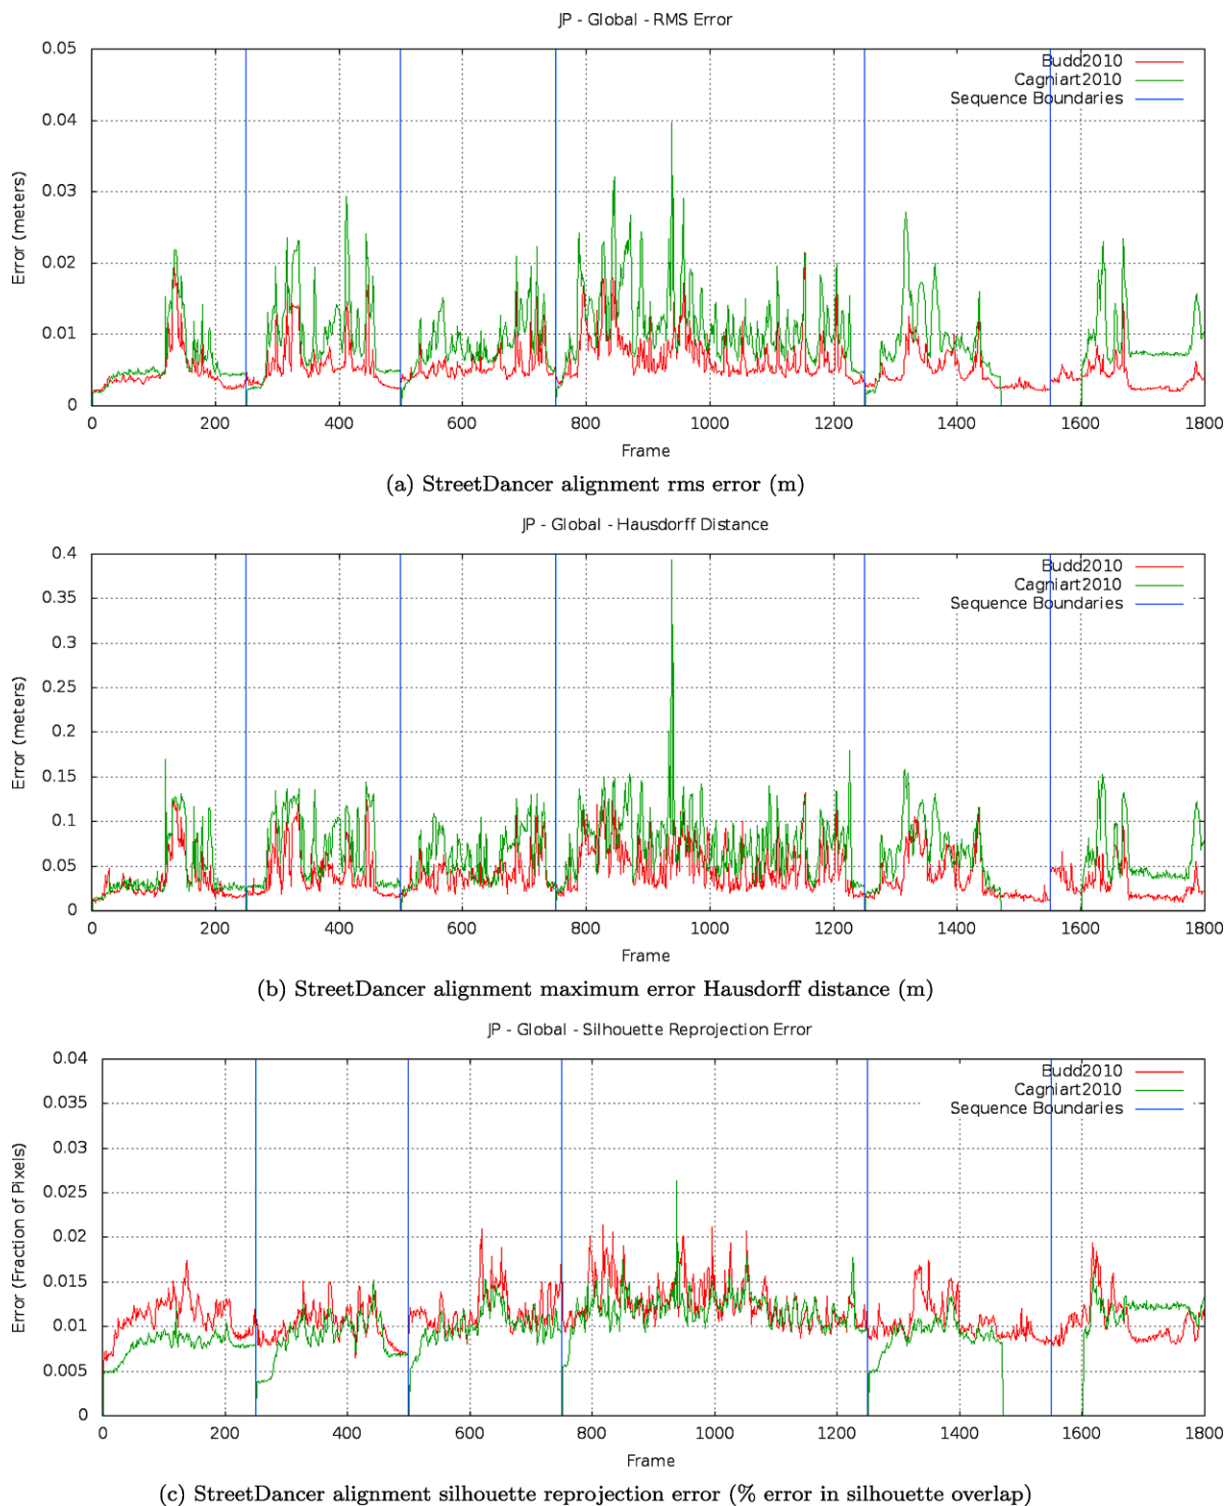 JP - Global - RMS Error
0.05
0.04
0.03
0.02
0.01
0
Error (meters)
Budd2010
Cagniart2010
Sequence Boundaries
0 200 400 600 800 1000 1200 1400 1600 1800
Frame
(a) StreetDancer alignment rms error (m)
JP - Global - Hausdorff Distance
0.4
0.35
0.3
0.25
0.2
0.15
0.1
0.05
0
Error (meters)
Budd2010
Cagniart2010
Sequence Boundaries
0 200 400 600 800 1000 1200 1400 1600 1800
Frame
(b) StreetDancer alignment maximum error Hausdorff distance (m)
JP - Global - Silhouette Reprojection Error
0.04
0.035
0.03
0.025
0.02
0.015
0.01
0.005
0
Error (Fraction of Pixels)
Budd2010
Cagniart2010
Sequence Boundaries
0 200 400 600 800 1000 1200 1400 1600 1800
Frame
(c) StreetDancer alignment silhouette reprojection error (% error in silhouette overlap)